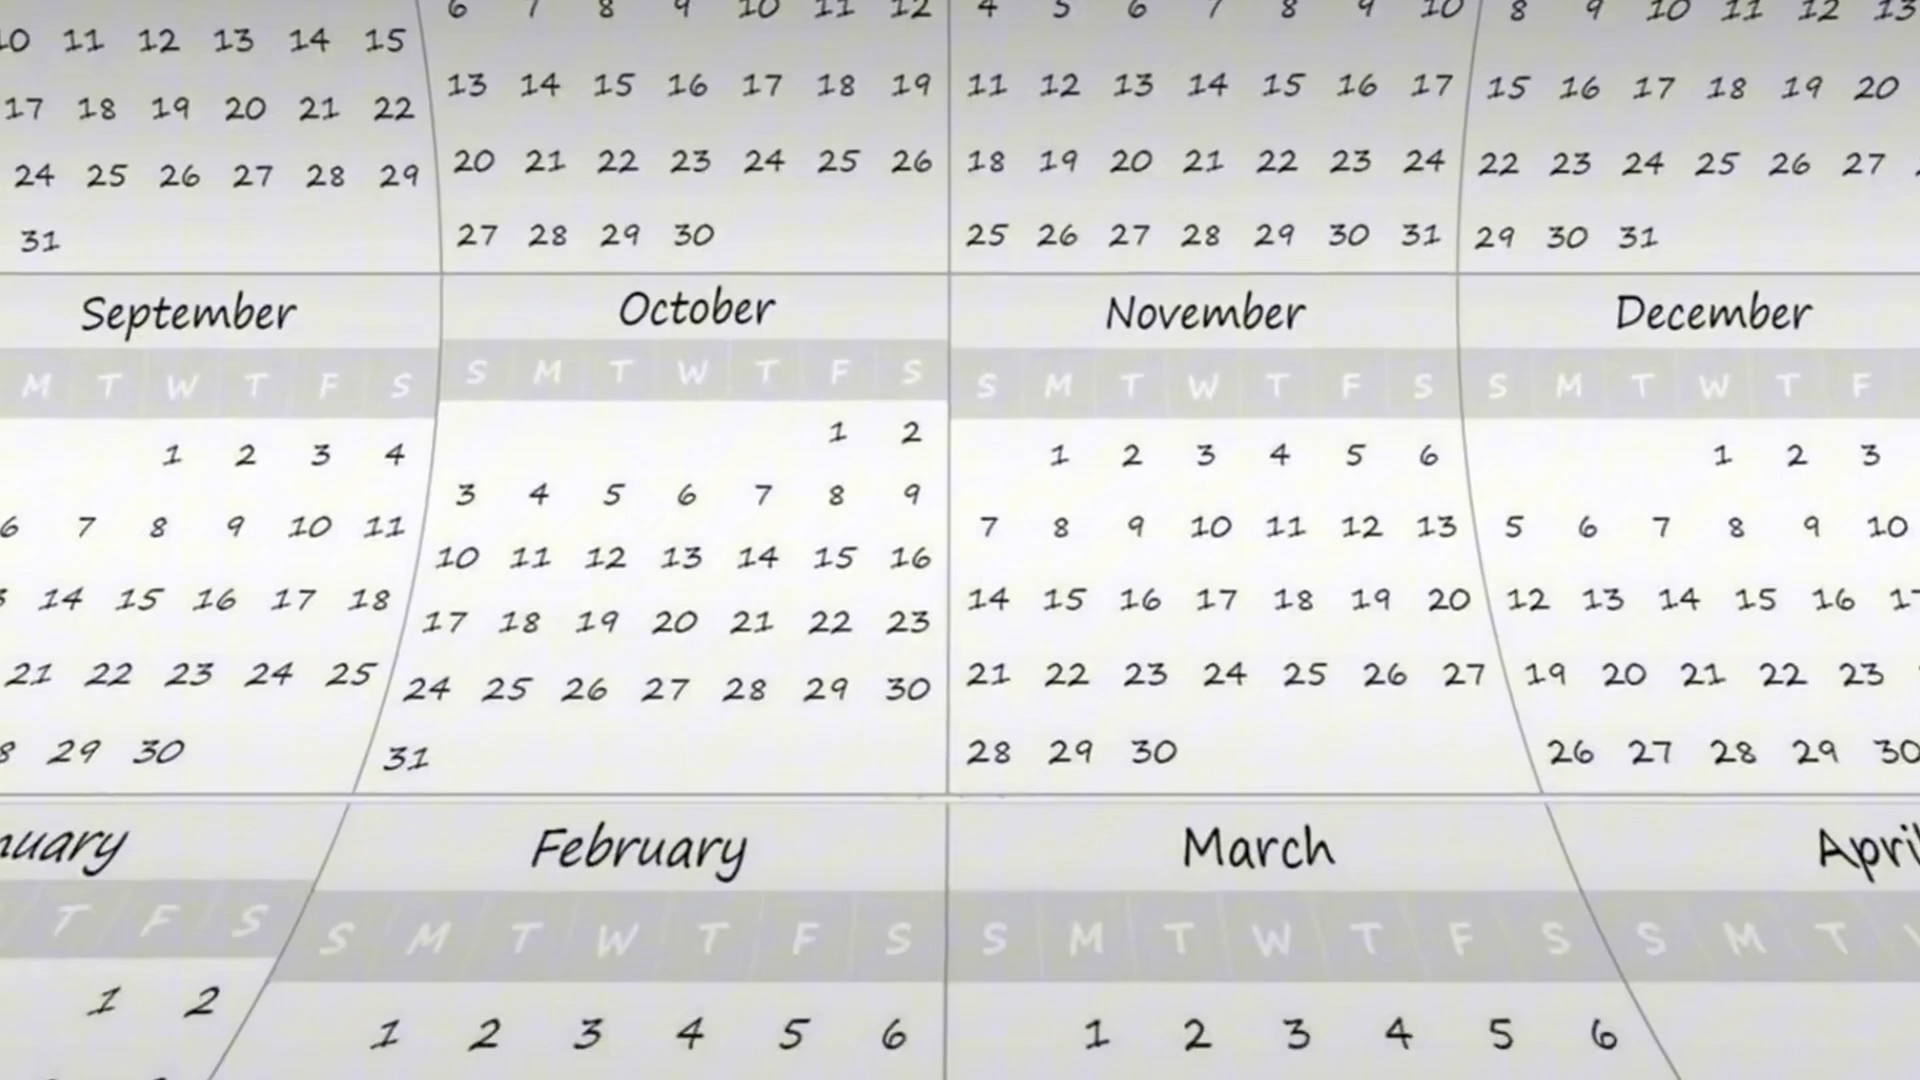 6 7 8 9 10 11 12
4 5 6 7 8 9 10
8 9 10 11 12 13
10 11 12 13 14 15
13 14 15 16 17 18 19
11 12 13 14 15 16 17
15 16 17 18 19 20
17 18 19 20 21 22
20 21 22 23 24 25 26
18 19 20 21 22 23 24
22 23 24 25 26 27
24 25 26 27 28 29
27 28 29 30
25 26 27 28 29 30 31
29 30 31
31
September
M T W T F S
1 2 3 4
6 7 8 9 10 11
14 15 16 17 18
21 22 23 24 25
29 30
October
S M T W T F S
1 2
3 4 5 6 7 8 9
10 11 12 13 14 15 16
17 18 19 20 21 22 23
24 25 26 27 28 29 30
31
November
S M T W T F S
1 2 3 4 5 6
7 8 9 10 11 12 13
14 15 16 17 18 19 20
21 22 23 24 25 26 27
28 29 30
December
S M T W T F
1 2 3
5 6 7 8 9 10
12 13 14 15 16 17
19 20 21 22 23
26 27 28 29 30
nuary
T F S
1 2
February
S M T W T F S
1 2 3 4 5 6
March
S M T W T F S
1 2 3 4 5 6
April
S M T